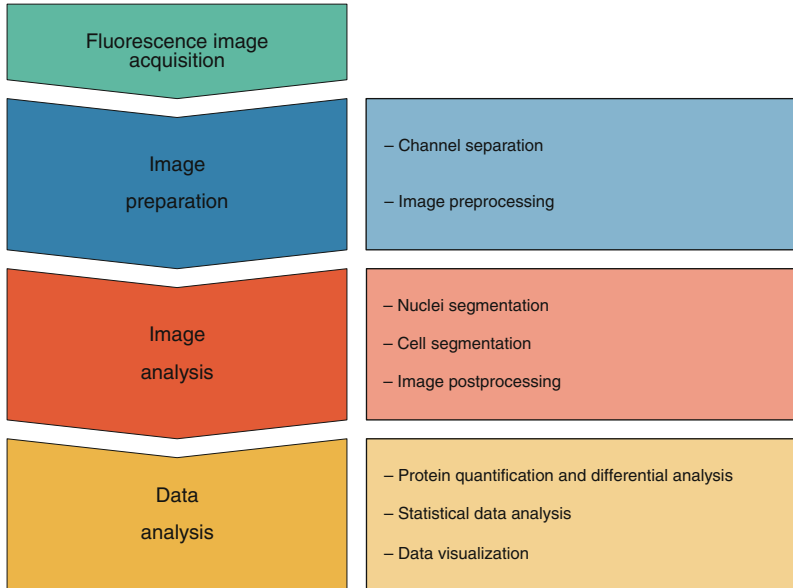 Fluorescence image
acquisition
Image
preparation
– Channel separation
– Image preprocessing
Image
analysis
– Nuclei segmentation
– Cell segmentation
– Image postprocessing
Data
analysis
– Protein quantification and differential analysis
– Statistical data analysis
– Data visualization